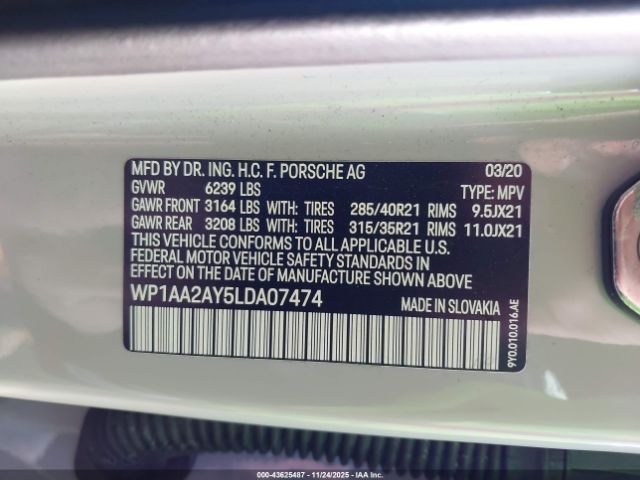 MFD BY DR. ING. H.C. F. PORSCHE AG 03/20
GVWR 6239 LBS TYPE: MPV
GAWR FRONT 3164 LBS WITH: TIRES 285/40R21 RIMS 9.5JX21
GAWR REAR 3208 LBS WITH: TIRES 315/35R21 RIMS 11.0JX21
THIS VEHICLE CONFORMS TO ALL APPLICABLE U.S.
FEDERAL MOTOR VEHICLE SAFETY STANDARDS IN EFFECT
ON THE DATE OF MANUFACTURE SHOWN ABOVE
WP1AA2AY5LDA07474 MADE IN SLOVAKIA
9Y0.010.016.AE
000-43625487 - 11/24/2025 - IAAI.com